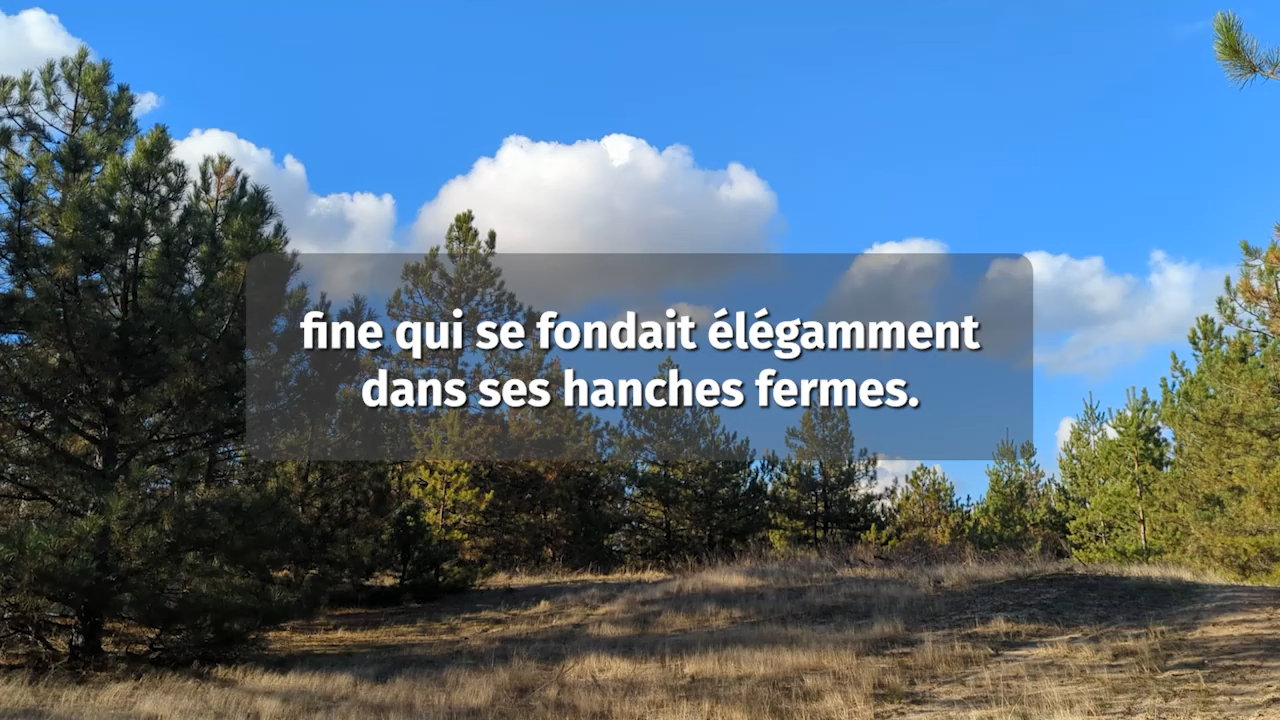 fine qui se fondait élégamment
dans ses hanches fermes.